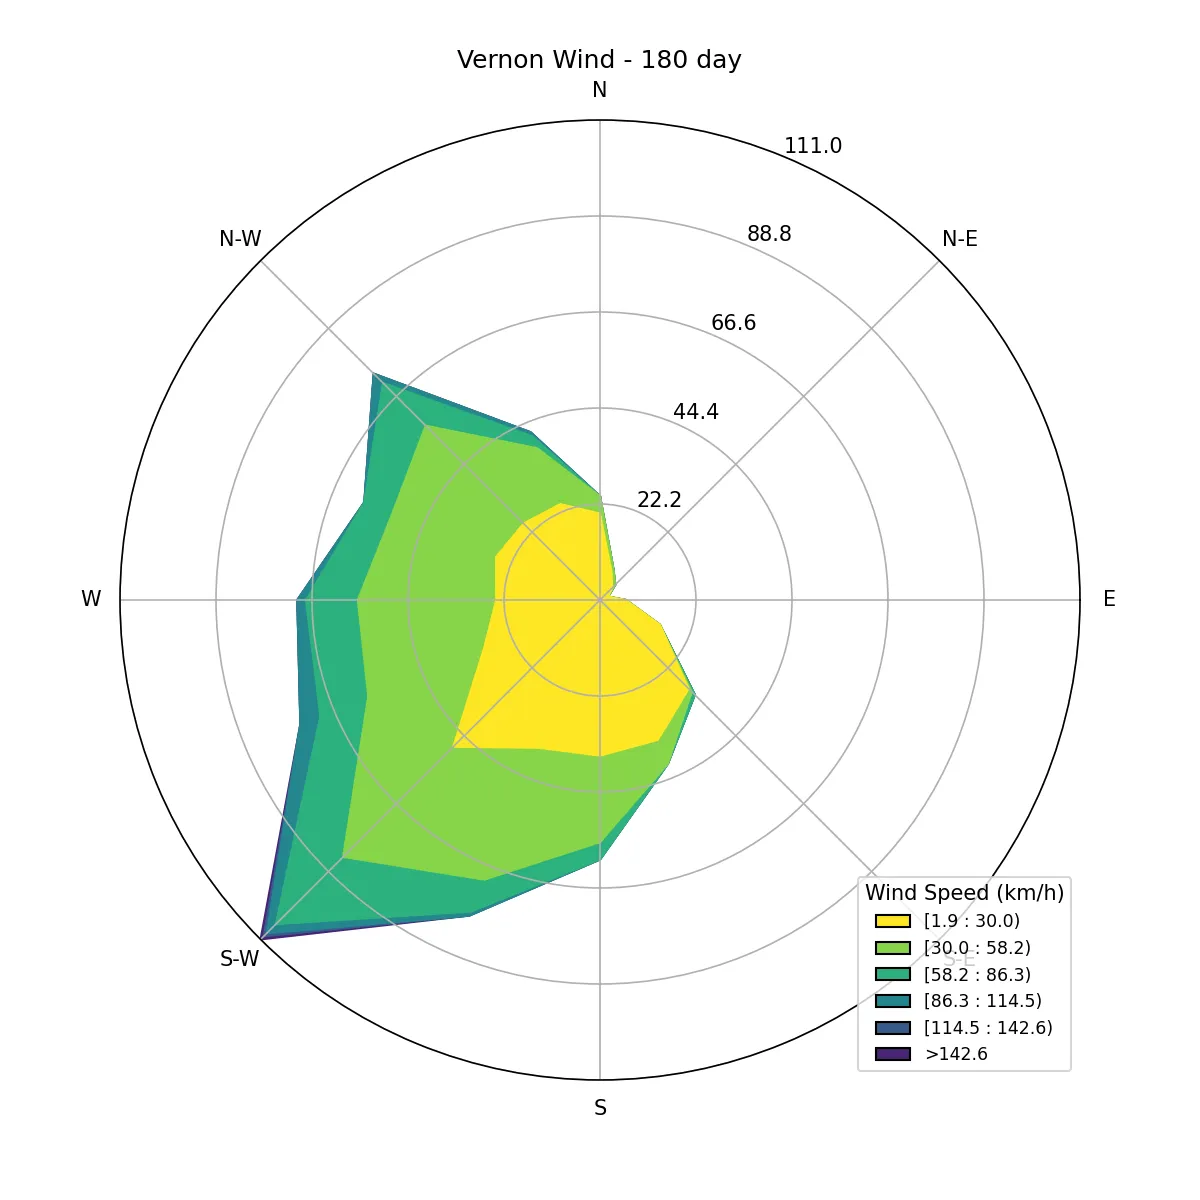 Vernon Wind - 180 day
N
111.0
N-W
88.8
N-E
66.6
44.4
22.2
W
E
S-W
S-E
S
Wind Speed (km/h)
[1.9 : 30.0)
[30.0 : 58.2)
[58.2 : 86.3)
[86.3 : 114.5)
[114.5 : 142.6)
>142.6